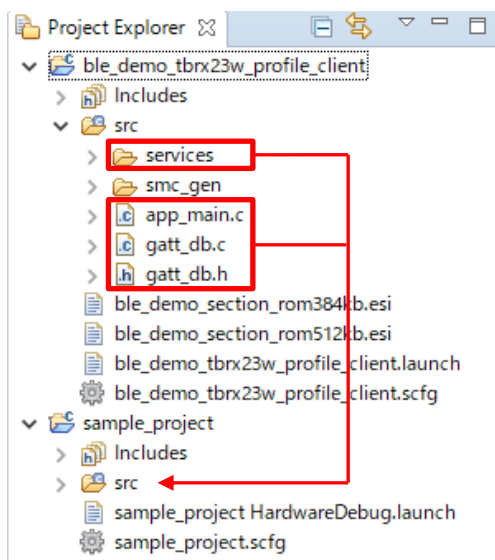 Project Explorer
ble_demo_tbrx23w_profile_client
Includes
src
services
smc_gen
app_main.c
gatt_db.c
gatt_db.h
ble_demo_section_rom384kb.esi
ble_demo_section_rom512kb.esi
ble_demo_tbrx23w_profile_client.launch
ble_demo_tbrx23w_profile_client.scfg
sample_project
Includes
src
sample_project HardwareDebug.launch
sample_project.scfg